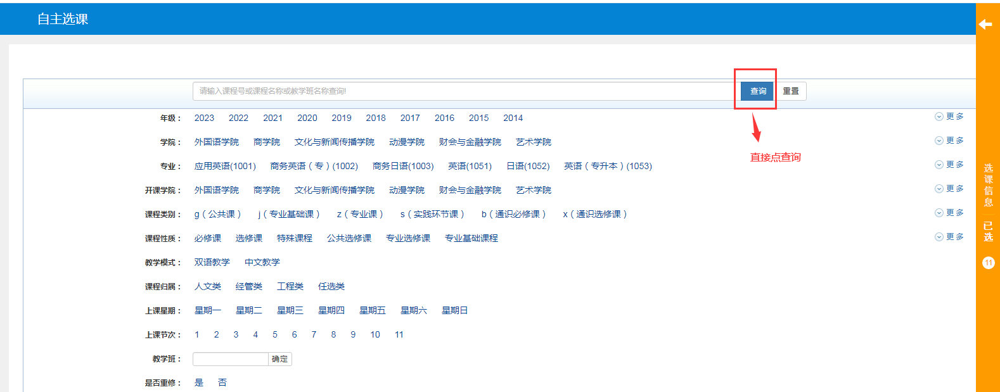 自主选课
请输入课程号或课程名称或教学班名称查询! 查询 重置
年级： 2023 2022 2021 2020 2019 2018 2017 2016 2015 2014 更多
学院： 外国语学院 商学院 文化与新闻传播学院 动漫学院 财会与金融学院 艺术学院 更多
直接点查询
专业： 应用英语(1001) 商务英语（专）(1002) 商务日语(1003) 英语(1051) 日语(1052) 英语（专升本）(1053) 更多
开课学院： 外国语学院 商学院 文化与新闻传播学院 动漫学院 财会与金融学院 艺术学院 更多
课程类别： g（公共课） j（专业基础课） z（专业课） s（实践环节课） b（通识必修课） x（通识选修课） 更多
课程性质： 必修课 选修课 特殊课程 公共选修课 专业选修课 专业基础课程 更多
教学模式： 双语教学 中文教学
课程归属： 人文类 经管类 工程类 任选类
上课星期： 星期一 星期二 星期三 星期四 星期五 星期六 星期日
上课节次： 1 2 3 4 5 6 7 8 9 10 11
教学班： 确定
是否重修： 是 否
选课信息
已选
11